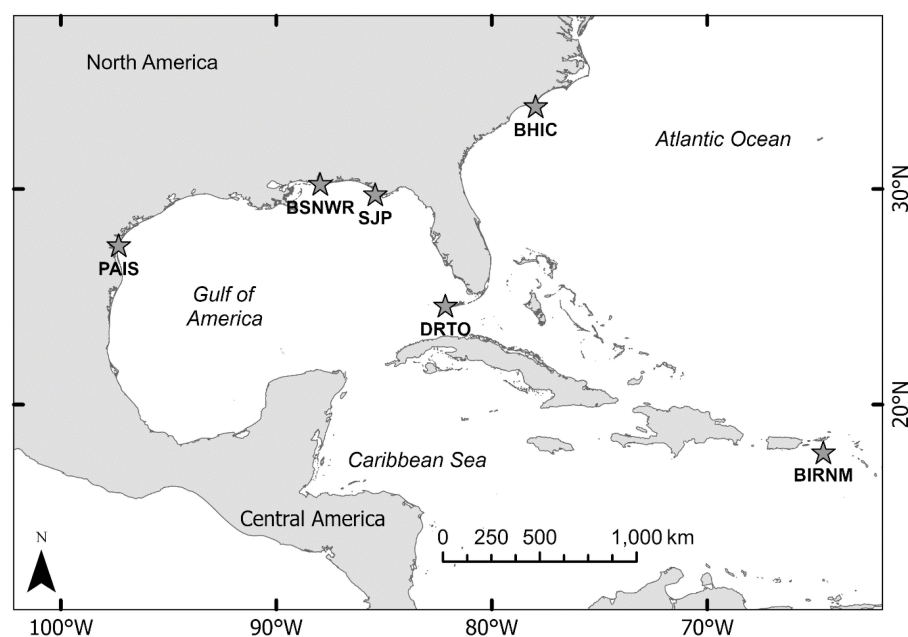 North America
BHIC
Atlantic Ocean
30°N
BSNWR
SJP
PAIS
Gulf of
America
DRTO
20°N
Caribbean Sea
BIRNM
Central America
0 250 500 1,000 km
N
100°W 90°W 80°W 70°W